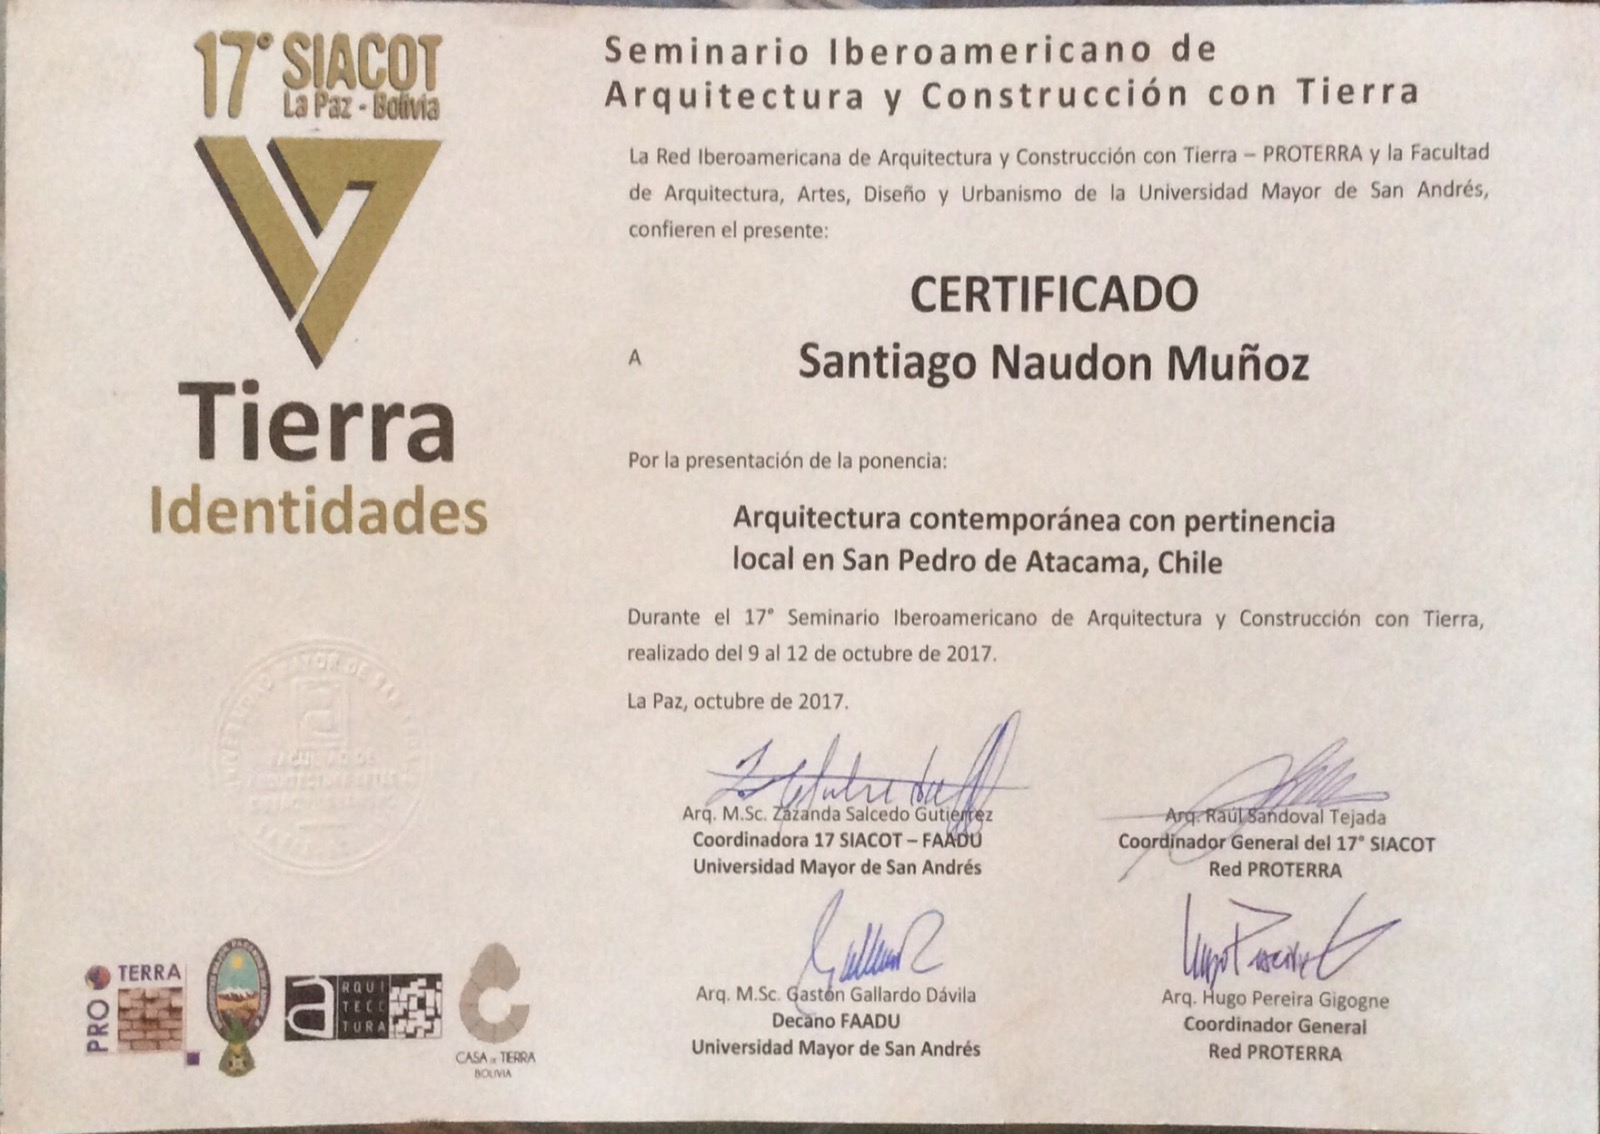 17° SIACOT
La Paz - Bolivia
Tierra
Identidades
Seminario Iberoamericano de
Arquitectura y Construcción con Tierra
La Red Iberoamericana de Arquitectura y Construcción con Tierra – PROTERRA y la Facultad
de Arquitectura, Artes, Diseño y Urbanismo de la Universidad Mayor de San Andrés,
confieren el presente:
CERTIFICADO
A Santiago Naudon Muñoz
Por la presentación de la ponencia:
Arquitectura contemporánea con pertinencia
local en San Pedro de Atacama, Chile
Durante el 17° Seminario Iberoamericano de Arquitectura y Construcción con Tierra,
realizado del 9 al 12 de octubre de 2017.
La Paz, octubre de 2017.
Arq. M.Sc. Zazanda Salcedo Gutierrez
Coordinadora 17 SIACOT – FAADU
Universidad Mayor de San Andrés
Arq. Raúl Sandoval Tejada
Coordinador General del 17° SIACOT
Red PROTERRA
Arq. M.Sc. Gastón Gallardo Dávila
Decano FAADU
Universidad Mayor de San Andrés
Arq. Hugo Pereira Gigogne
Coordinador General
Red PROTERRA
PRO TERRA
a
RQUI
TECC
TURA
CASA DE TIERRA
BOLIVIA